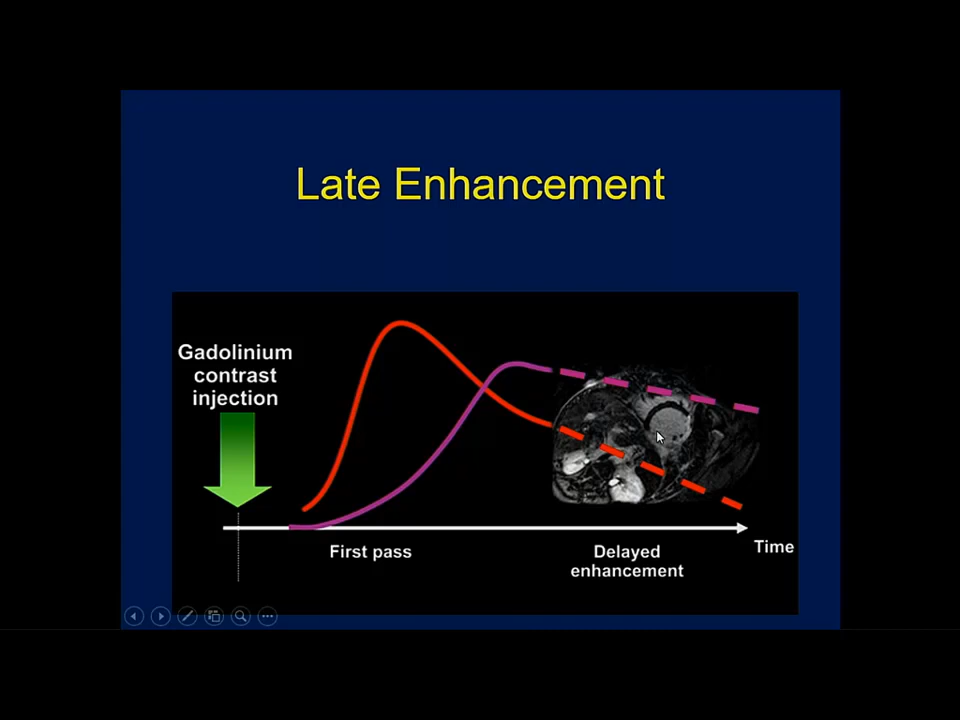 Late Enhancement
Gadolinium
contrast
injection
First pass
Delayed
enhancement
Time